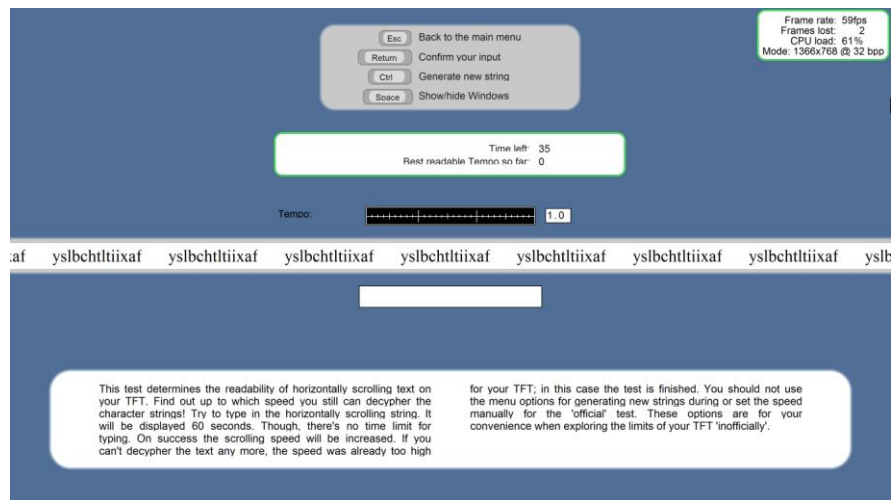 Esc Back to the main menu
Return Confirm your input
Ctrl Generate new string
Space Show/hide Windows
Frame rate: 59fps
Frames lost: 2
CPU load: 61%
Mode: 1366x768 @ 32 bpp
Time left: 35
Best readable Tempo so far: 0
Tempo: 1.0
xaf yslbchtltiixaf yslbchtltiixaf yslbchtltiixaf yslbchtltiixaf yslbchtltiixaf yslbchtltiixaf yslbchtltiixaf yslb
This test determines the readability of horizontally scrolling text on
your TFT. Find out up to which speed you still can decypher the
character strings! Try to type in the horizontally scrolling string. It
will be displayed 60 seconds. Though, there's no time limit for
typing. On success the scrolling speed will be increased. If you
can't decypher the text any more, the speed was already too high
for your TFT; in this case the test is finished. You should not use
the menu options for generating new strings during or set the speed
manually for the 'official' test. These options are for your
convenience when exploring the limits of your TFT 'inofficially'.